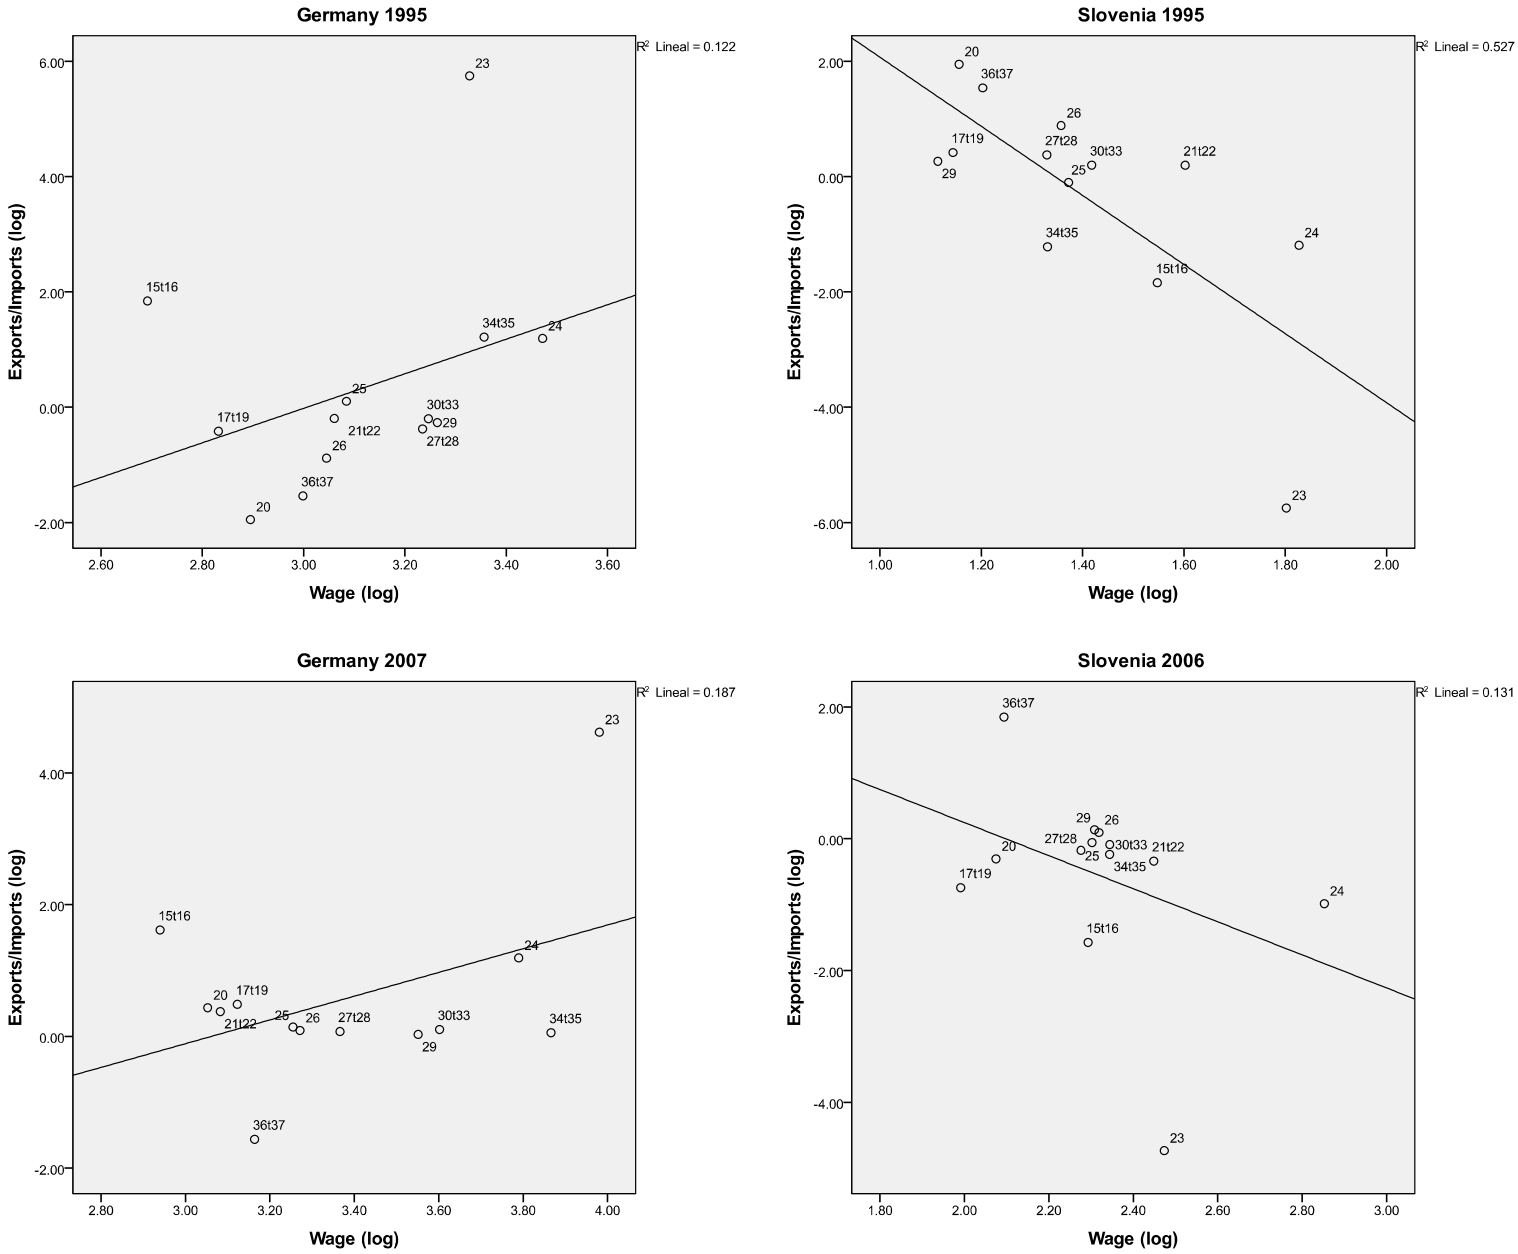 Germany 1995
R² Lineal = 0.122
Exports/Imports (log)
6.00
4.00
2.00
0.00
-2.00
23
15t16
34t35
24
25
17t19
30t33
29
21t22
27t28
26
36t37
20
2.60 2.80 3.00 3.20 3.40 3.60
Wage (log)
Slovenia 1995
R² Lineal = 0.527
Exports/Imports (log)
2.00
0.00
-2.00
-4.00
-6.00
20
36t37
26
17t19
27t28
30t33
21t22
29
25
34t35
24
15t16
23
1.00 1.20 1.40 1.60 1.80 2.00
Wage (log)
Germany 2007
R² Lineal = 0.187
Exports/Imports (log)
4.00
2.00
0.00
-2.00
23
15t16
24
20
17t19
21t22
25
26
27t28
30t33
34t35
29
36t37
2.80 3.00 3.20 3.40 3.60 3.80 4.00
Wage (log)
Slovenia 2006
R² Lineal = 0.131
Exports/Imports (log)
2.00
0.00
-2.00
-4.00
36t37
29
26
27t28
30t33
21t22
20
25
34t35
17t19
24
15t16
23
1.80 2.00 2.20 2.40 2.60 2.80 3.00
Wage (log)